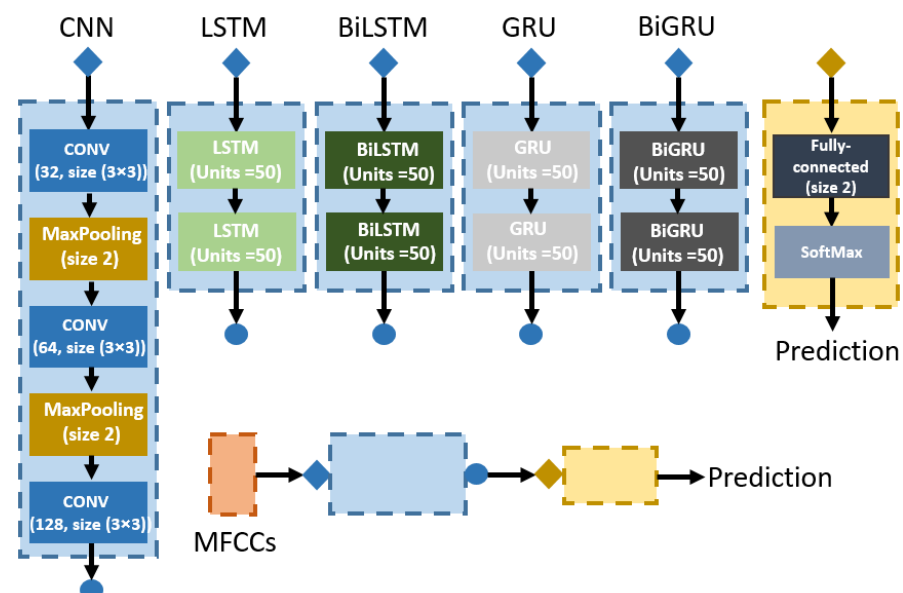 CNN
LSTM
BiLSTM
GRU
BiGRU
CONV
(32, size (3×3))
MaxPooling
(size 2)
CONV
(64, size (3×3))
MaxPooling
(size 2)
CONV
(128, size (3×3))
LSTM
(Units =50)
LSTM
(Units =50)
BiLSTM
(Units =50)
BiLSTM
(Units =50)
GRU
(Units =50)
GRU
(Units =50)
BiGRU
(Units =50)
BiGRU
(Units =50)
Fully-
connected
(size 2)
SoftMax
Prediction
MFCCs
Prediction